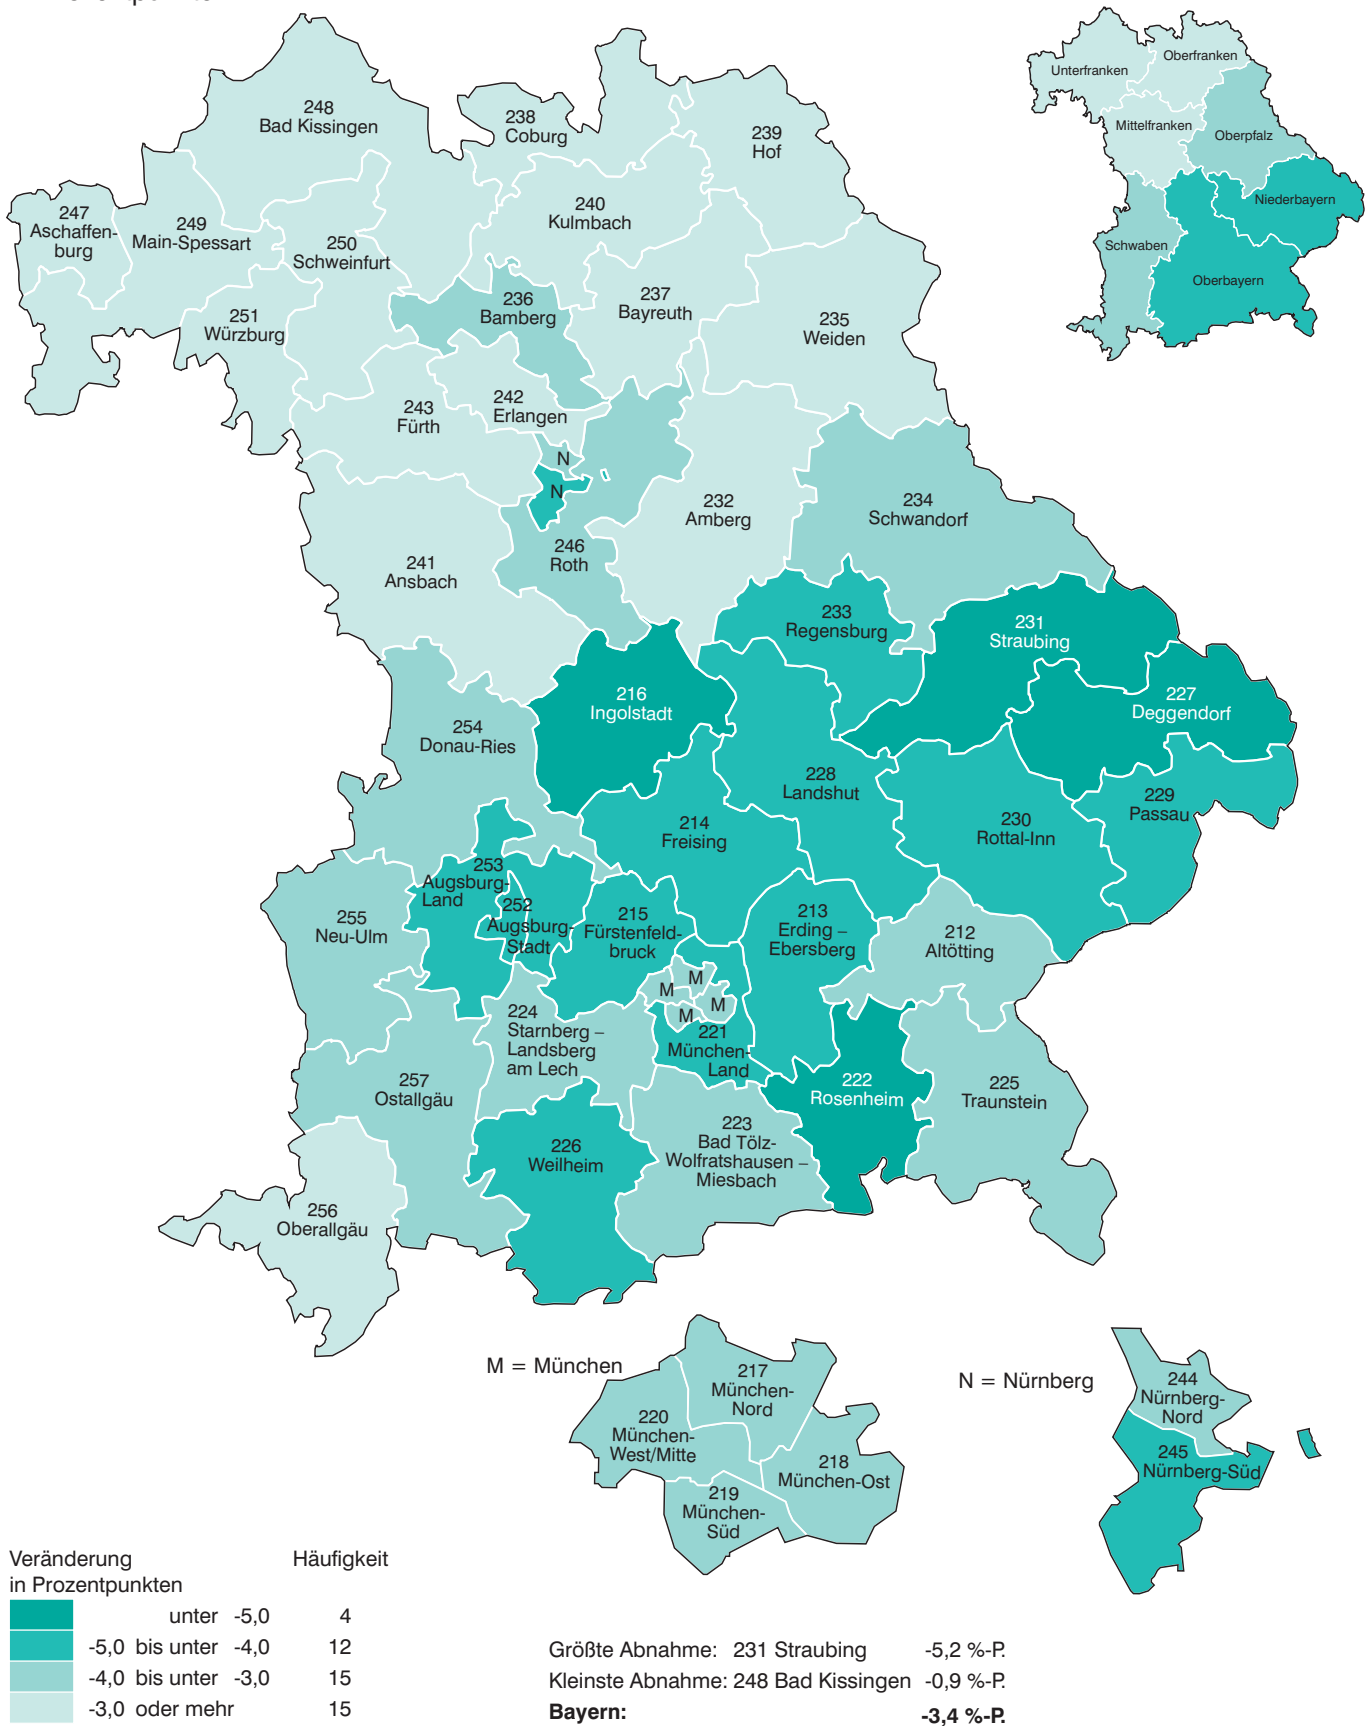 248
Bad Kissingen
238
Coburg
239
Hof
247
Aschaffen-
burg
249
Main-Spessart
250
Schweinfurt
240
Kulmbach
251
Würzburg
236
Bamberg
237
Bayreuth
235
Weiden
243
Fürth
242
Erlangen
N
N
232
Amberg
234
Schwandorf
241
Ansbach
246
Roth
233
Regensburg
231
Straubing
216
Ingolstadt
227
Deggendorf
254
Donau-Ries
228
Landshut
229
Passau
214
Freising
230
Rottal-Inn
253
Augsburg-
Land
252
Augsburg-
Stadt
215
Fürstenfeld-
bruck
213
Erding –
Ebersberg
255
Neu-Ulm
212
Altötting
M
M
M
M
224
Starnberg –
Landsberg
am Lech
221
München-
Land
257
Ostallgäu
222
Rosenheim
225
Traunstein
223
Bad Tölz-
Wolfratshausen –
Miesbach
226
Weilheim
256
Oberallgäu
Unterfranken
Oberfranken
Mittelfranken
Oberpfalz
Niederbayern
Schwaben
Oberbayern
M = München
217
München-
Nord
220
München-
West/Mitte
218
München-Ost
219
München-
Süd
N = Nürnberg
244
Nürnberg-
Nord
245
Nürnberg-Süd
Veränderung Häufigkeit
in Prozentpunkten
unter -5,0 4
-5,0 bis unter -4,0 12
-4,0 bis unter -3,0 15
-3,0 oder mehr 15
Größte Abnahme: 231 Straubing -5,2 %-P.
Kleinste Abnahme: 248 Bad Kissingen -0,9 %-P.
Bayern: -3,4 %-P.